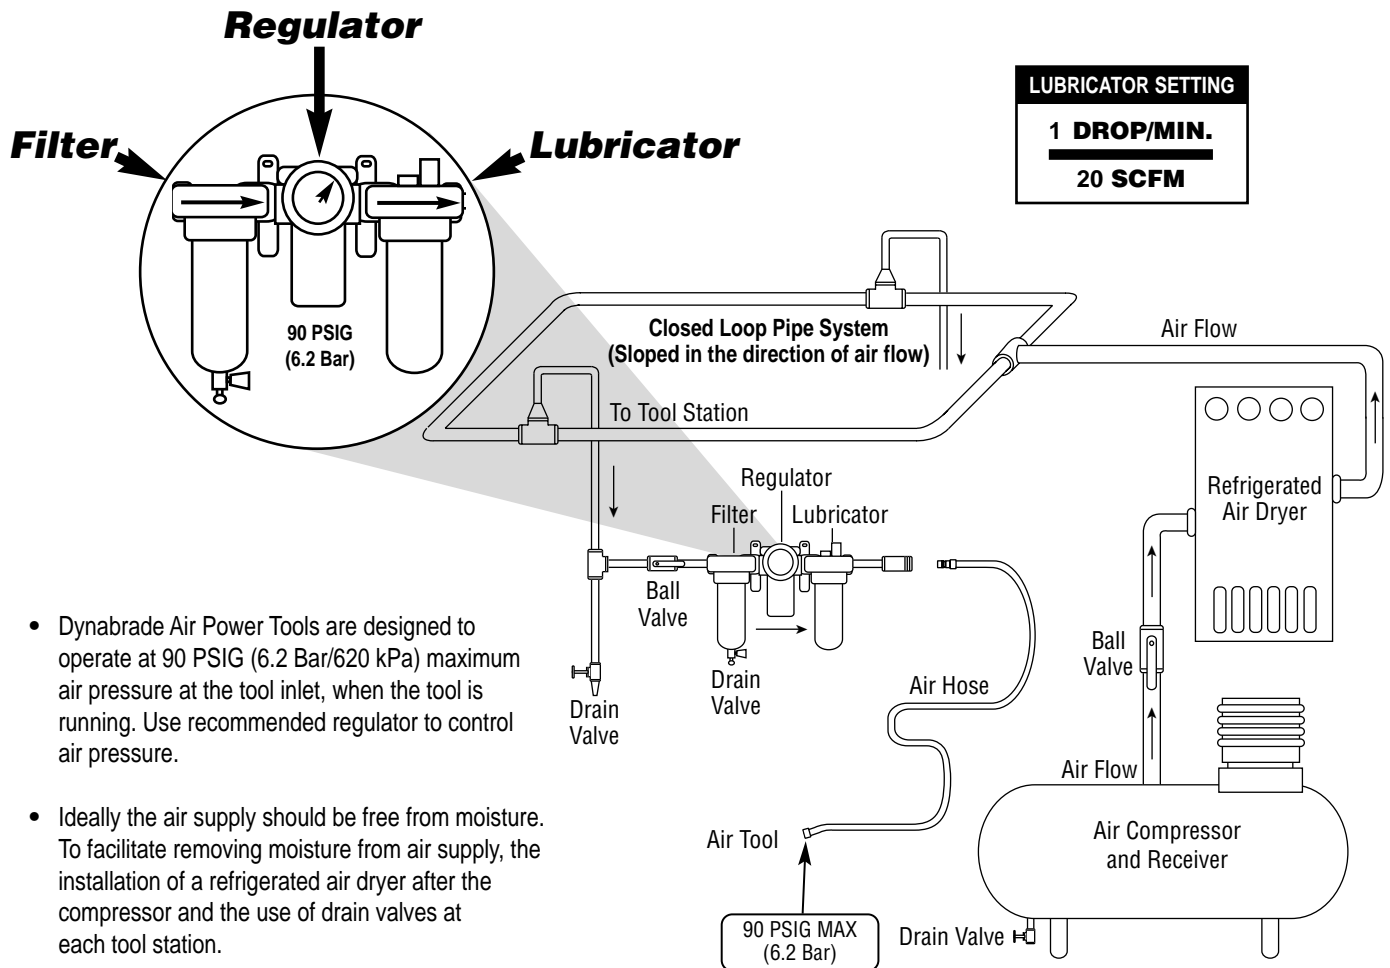 Regulator
Filter
Lubricator
90 PSIG
(6.2 Bar)
LUBRICATOR SETTING
1 DROP/MIN.
20 SCFM
Closed Loop Pipe System
(Sloped in the direction of air flow)
Air Flow
To Tool Station
Refrigerated
Air Dryer
Regulator
Filter
Lubricator
Ball
Valve
Drain
Valve
Drain
Valve
Air Hose
Ball
Valve
Air Flow
Air Tool
90 PSIG MAX
(6.2 Bar)
Air Compressor
and Receiver
Drain Valve
• Dynabrade Air Power Tools are designed to
operate at 90 PSIG (6.2 Bar/620 kPa) maximum
air pressure at the tool inlet, when the tool is
running. Use recommended regulator to control
air pressure.
• Ideally the air supply should be free from moisture.
To facilitate removing moisture from air supply, the
installation of a refrigerated air dryer after the
compressor and the use of drain valves at
each tool station.